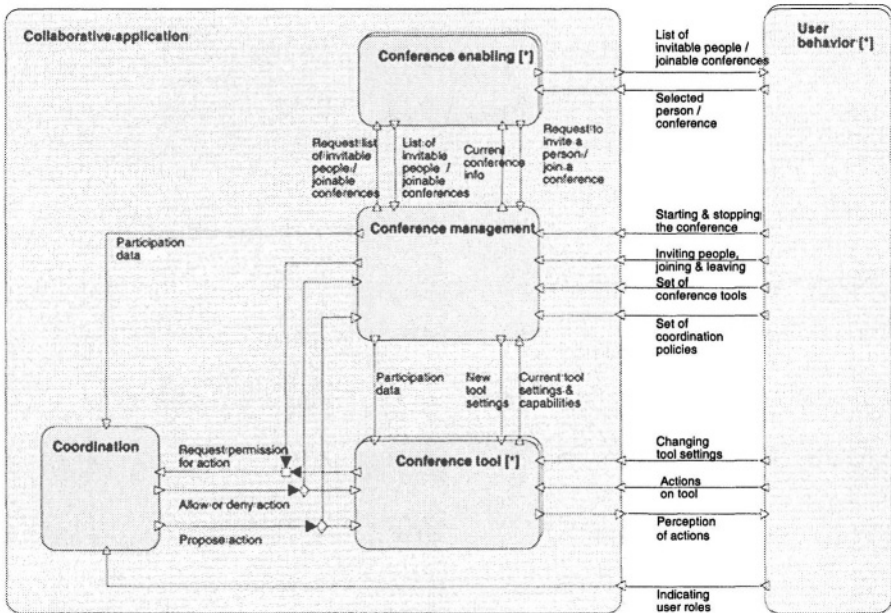 Collaborative application
Conference enabling [*]
List of
invitable people /
joinable conferences
User
behavior [*]
Selected
person /
conference
Request list
of invitable
people /
joinable
conferences
List of
invitable
people /
joinable
conferences
Current
conference
info
Request to
invite a
person /
join a
conference
Participation
data
Conference management
Starting & stopping
the conference
Inviting people,
joining & leaving
Set of
conference tools
Set of
coordination
policies
Participation
data
New
tool
settings
Current tool
settings &
capabilities
Coordination
Request permission
for action
Allow or deny action
Propose action
Conference tool [*]
Changing
tool settings
Actions
on tool
Perception
of actions
Indicating
user roles